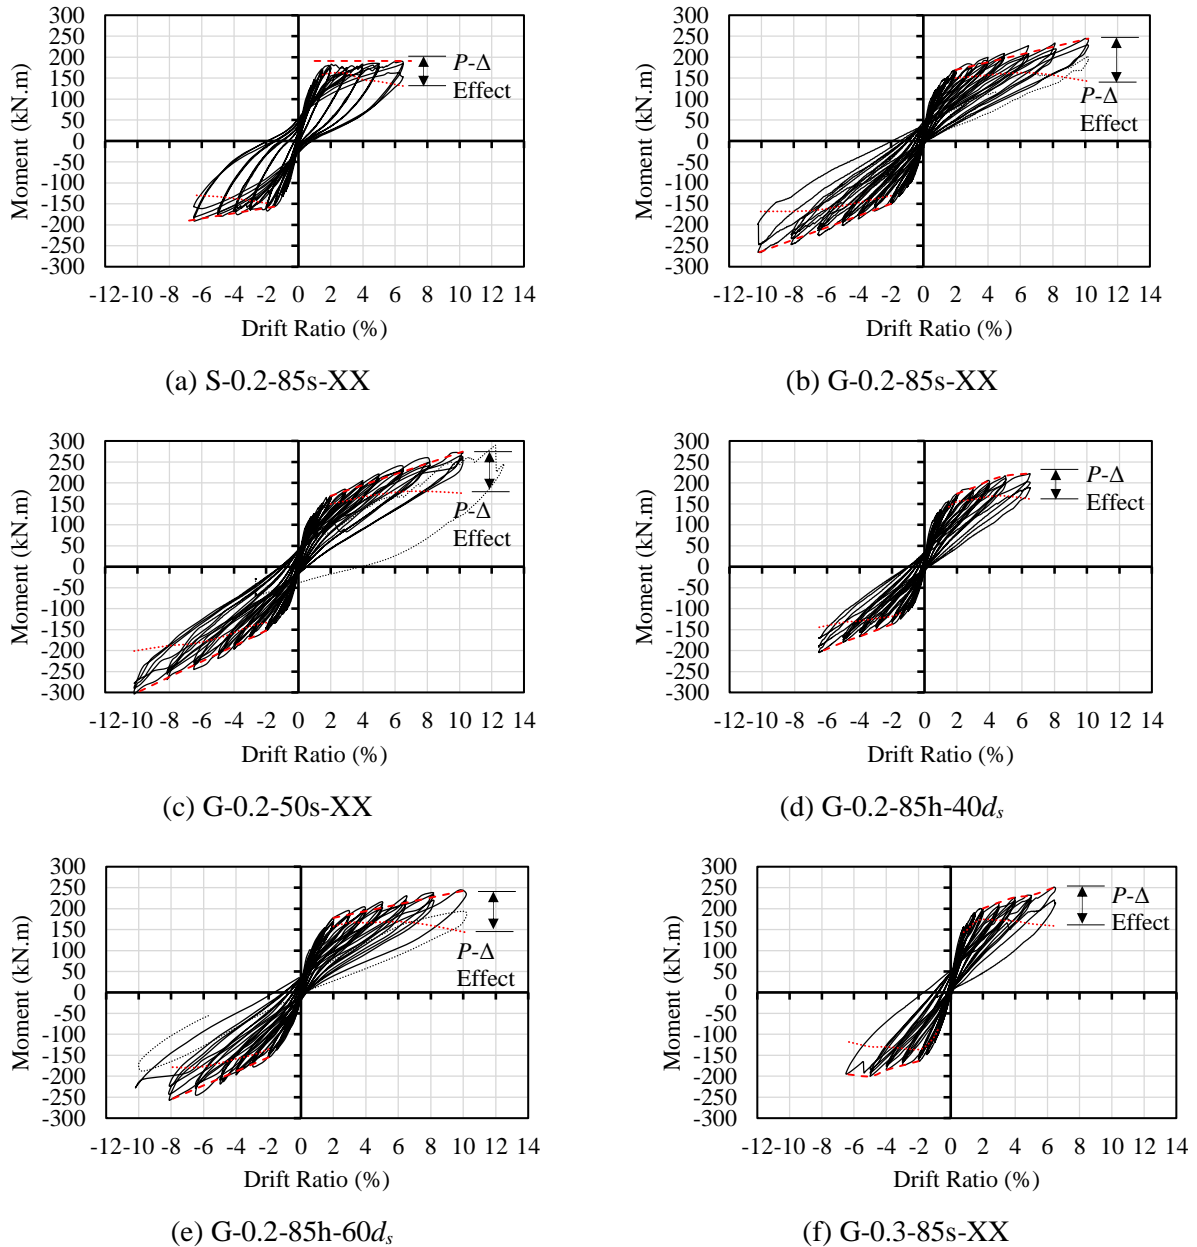 300
250
200
150
100
50
0
-50
-100
-150
-200
-250
-300
Moment (kN.m)
P-Δ
Effect
-12-10 -8 -6 -4 -2 0 2 4 6 8 10 12 14
Drift Ratio (%)
(a) S-0.2-85s-XX
300
250
200
150
100
50
0
-50
-100
-150
-200
-250
-300
Moment (kN.m)
P-Δ
Effect
-12-10 -8 -6 -4 -2 0 2 4 6 8 10 12 14
Drift Ratio (%)
(b) G-0.2-85s-XX
300
250
200
150
100
50
0
-50
-100
-150
-200
-250
-300
Moment (kN.m)
P-Δ
Effect
-12-10 -8 -6 -4 -2 0 2 4 6 8 10 12 14
Drift Ratio (%)
(c) G-0.2-50s-XX
300
250
200
150
100
50
0
-50
-100
-150
-200
-250
-300
Moment (kN.m)
P-Δ
Effect
-12-10 -8 -6 -4 -2 0 2 4 6 8 10 12 14
Drift Ratio (%)
(d) G-0.2-85h-40dₛ
300
250
200
150
100
50
0
-50
-100
-150
-200
-250
-300
Moment (kN.m)
P-Δ
Effect
-12-10 -8 -6 -4 -2 0 2 4 6 8 10 12 14
Drift Ratio (%)
(e) G-0.2-85h-60dₛ
300
250
200
150
100
50
0
-50
-100
-150
-200
-250
-300
Moment (kN.m)
P-Δ
Effect
-12-10 -8 -6 -4 -2 0 2 4 6 8 10 12 14
Drift Ratio (%)
(f) G-0.3-85s-XX